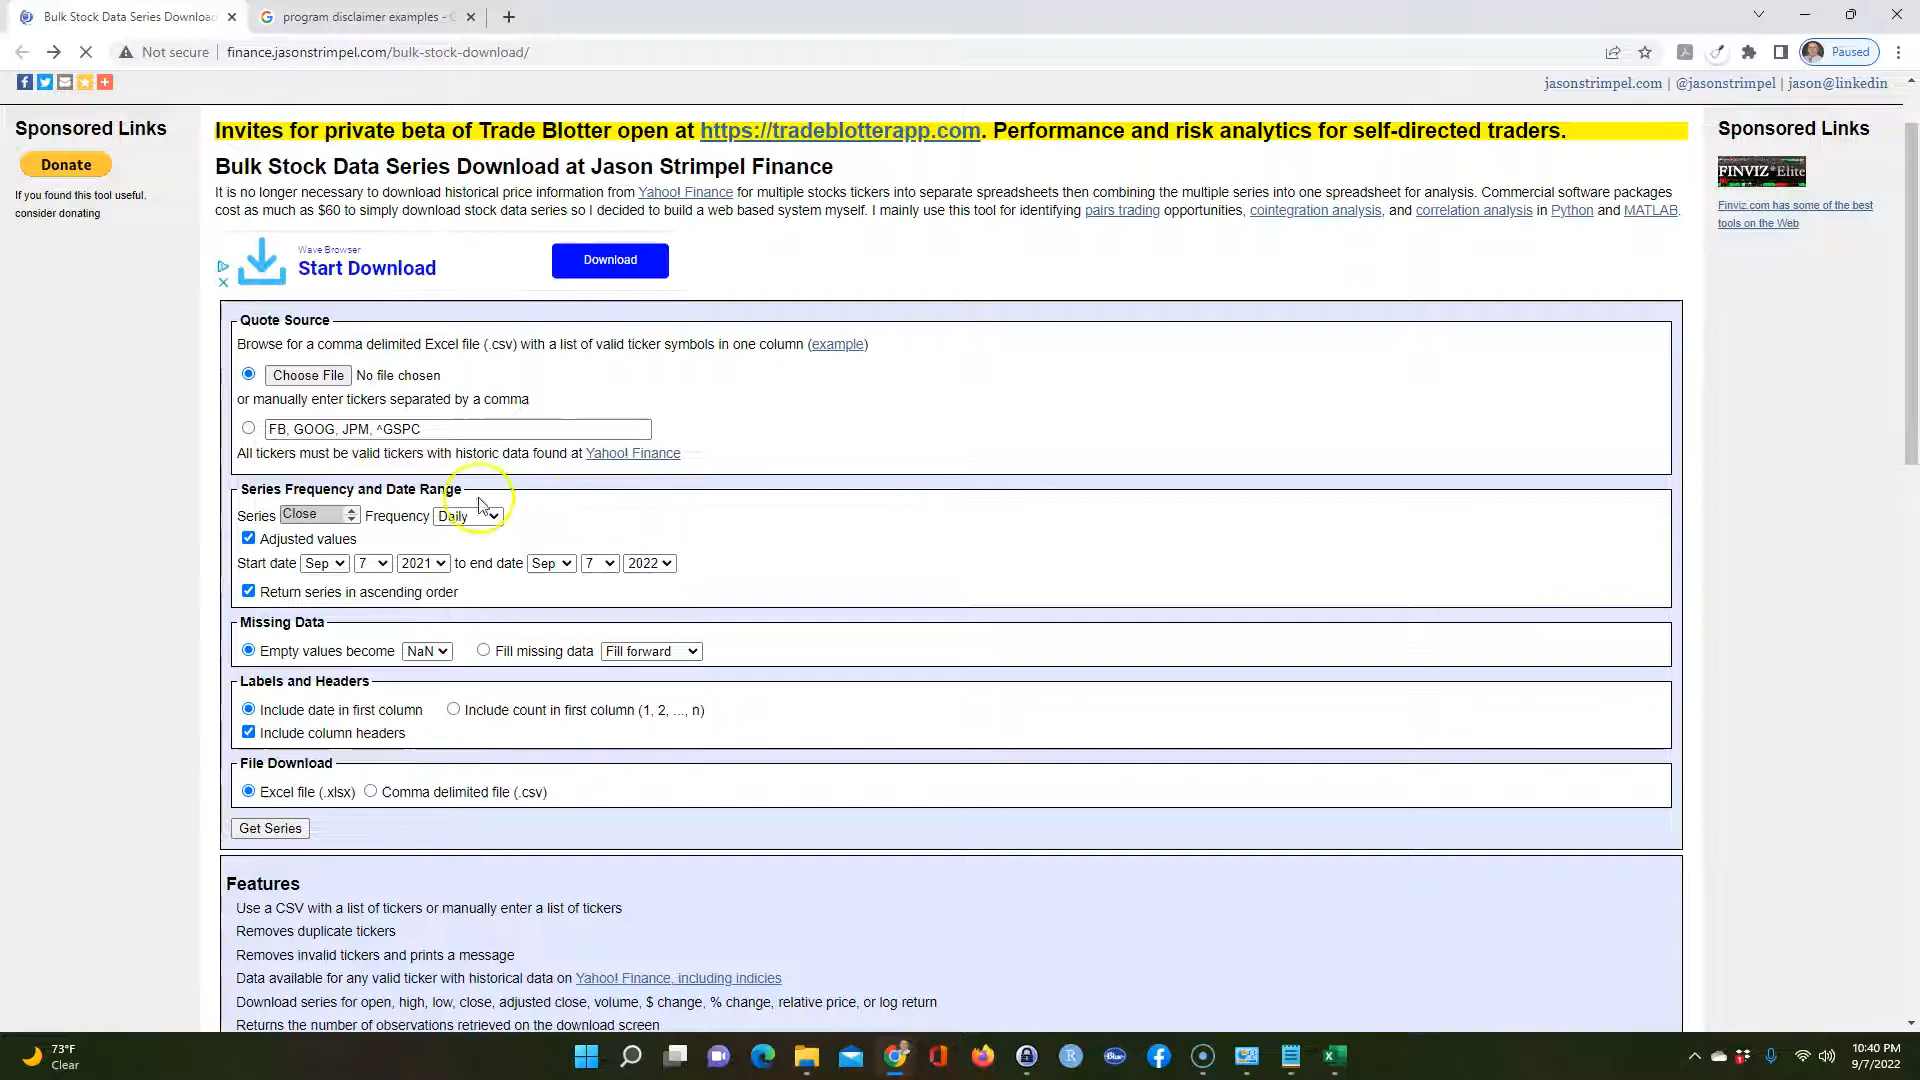 Bulk Stock Data Series Download
program disclaimer examples - G
Not secure
finance.jasonstrimpel.com/bulk-stock-download/
Paused
jasonstrimpel.com | @jasonstrimpel | jason@linkedin
Sponsored Links
Donate
If you found this tool useful,
consider donating
Invites for private beta of Trade Blotter open at https://tradeblotterapp.com. Performance and risk analytics for self-directed traders.
Bulk Stock Data Series Download at Jason Strimpel Finance
It is no longer necessary to download historical price information from Yahoo! Finance for multiple stocks tickers into separate spreadsheets then combining the multiple series into one spreadsheet for analysis. Commercial software packages
cost as much as $60 to simply download stock data series so I decided to build a web based system myself. I mainly use this tool for identifying pairs trading opportunities, cointegration analysis, and correlation analysis in Python and MATLAB.
Sponsored Links
FINVIZ*Elite
Finviz.com has some of the best
tools on the Web
Wave Browser
Start Download
Download
Quote Source
Browse for a comma delimited Excel file (.csv) with a list of valid ticker symbols in one column (example)
Choose File No file chosen
or manually enter tickers separated by a comma
FB, GOOG, JPM, ^GSPC
All tickers must be valid tickers with historic data found at Yahoo! Finance
Series Frequency and Date Range
Series Close Frequency Daily
Adjusted values
Start date Sep 7 2021 to end date Sep 7 2022
Return series in ascending order
Missing Data
Empty values become NaN Fill missing data Fill forward
Labels and Headers
Include date in first column Include count in first column (1, 2, ..., n)
Include column headers
File Download
Excel file (.xlsx) Comma delimited file (.csv)
Get Series
Features
Use a CSV with a list of tickers or manually enter a list of tickers
Removes duplicate tickers
Removes invalid tickers and prints a message
Data available for any valid ticker with historical data on Yahoo! Finance, including indicies
Download series for open, high, low, close, adjusted close, volume, $ change, % change, relative price, or log return
Returns the number of observations retrieved on the download screen
73°F
Clear
10:40 PM
9/7/2022